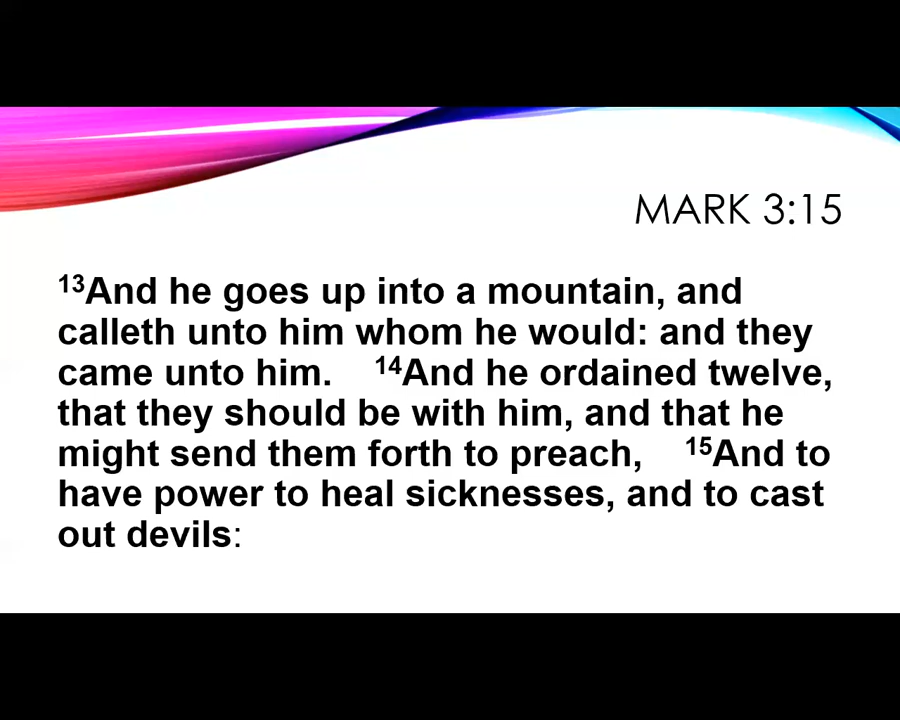 MARK 3:15
¹³And he goes up into a mountain, and
calleth unto him whom he would: and they
came unto him. ¹⁴And he ordained twelve,
that they should be with him, and that he
might send them forth to preach, ¹⁵And to
have power to heal sicknesses, and to cast
out devils: